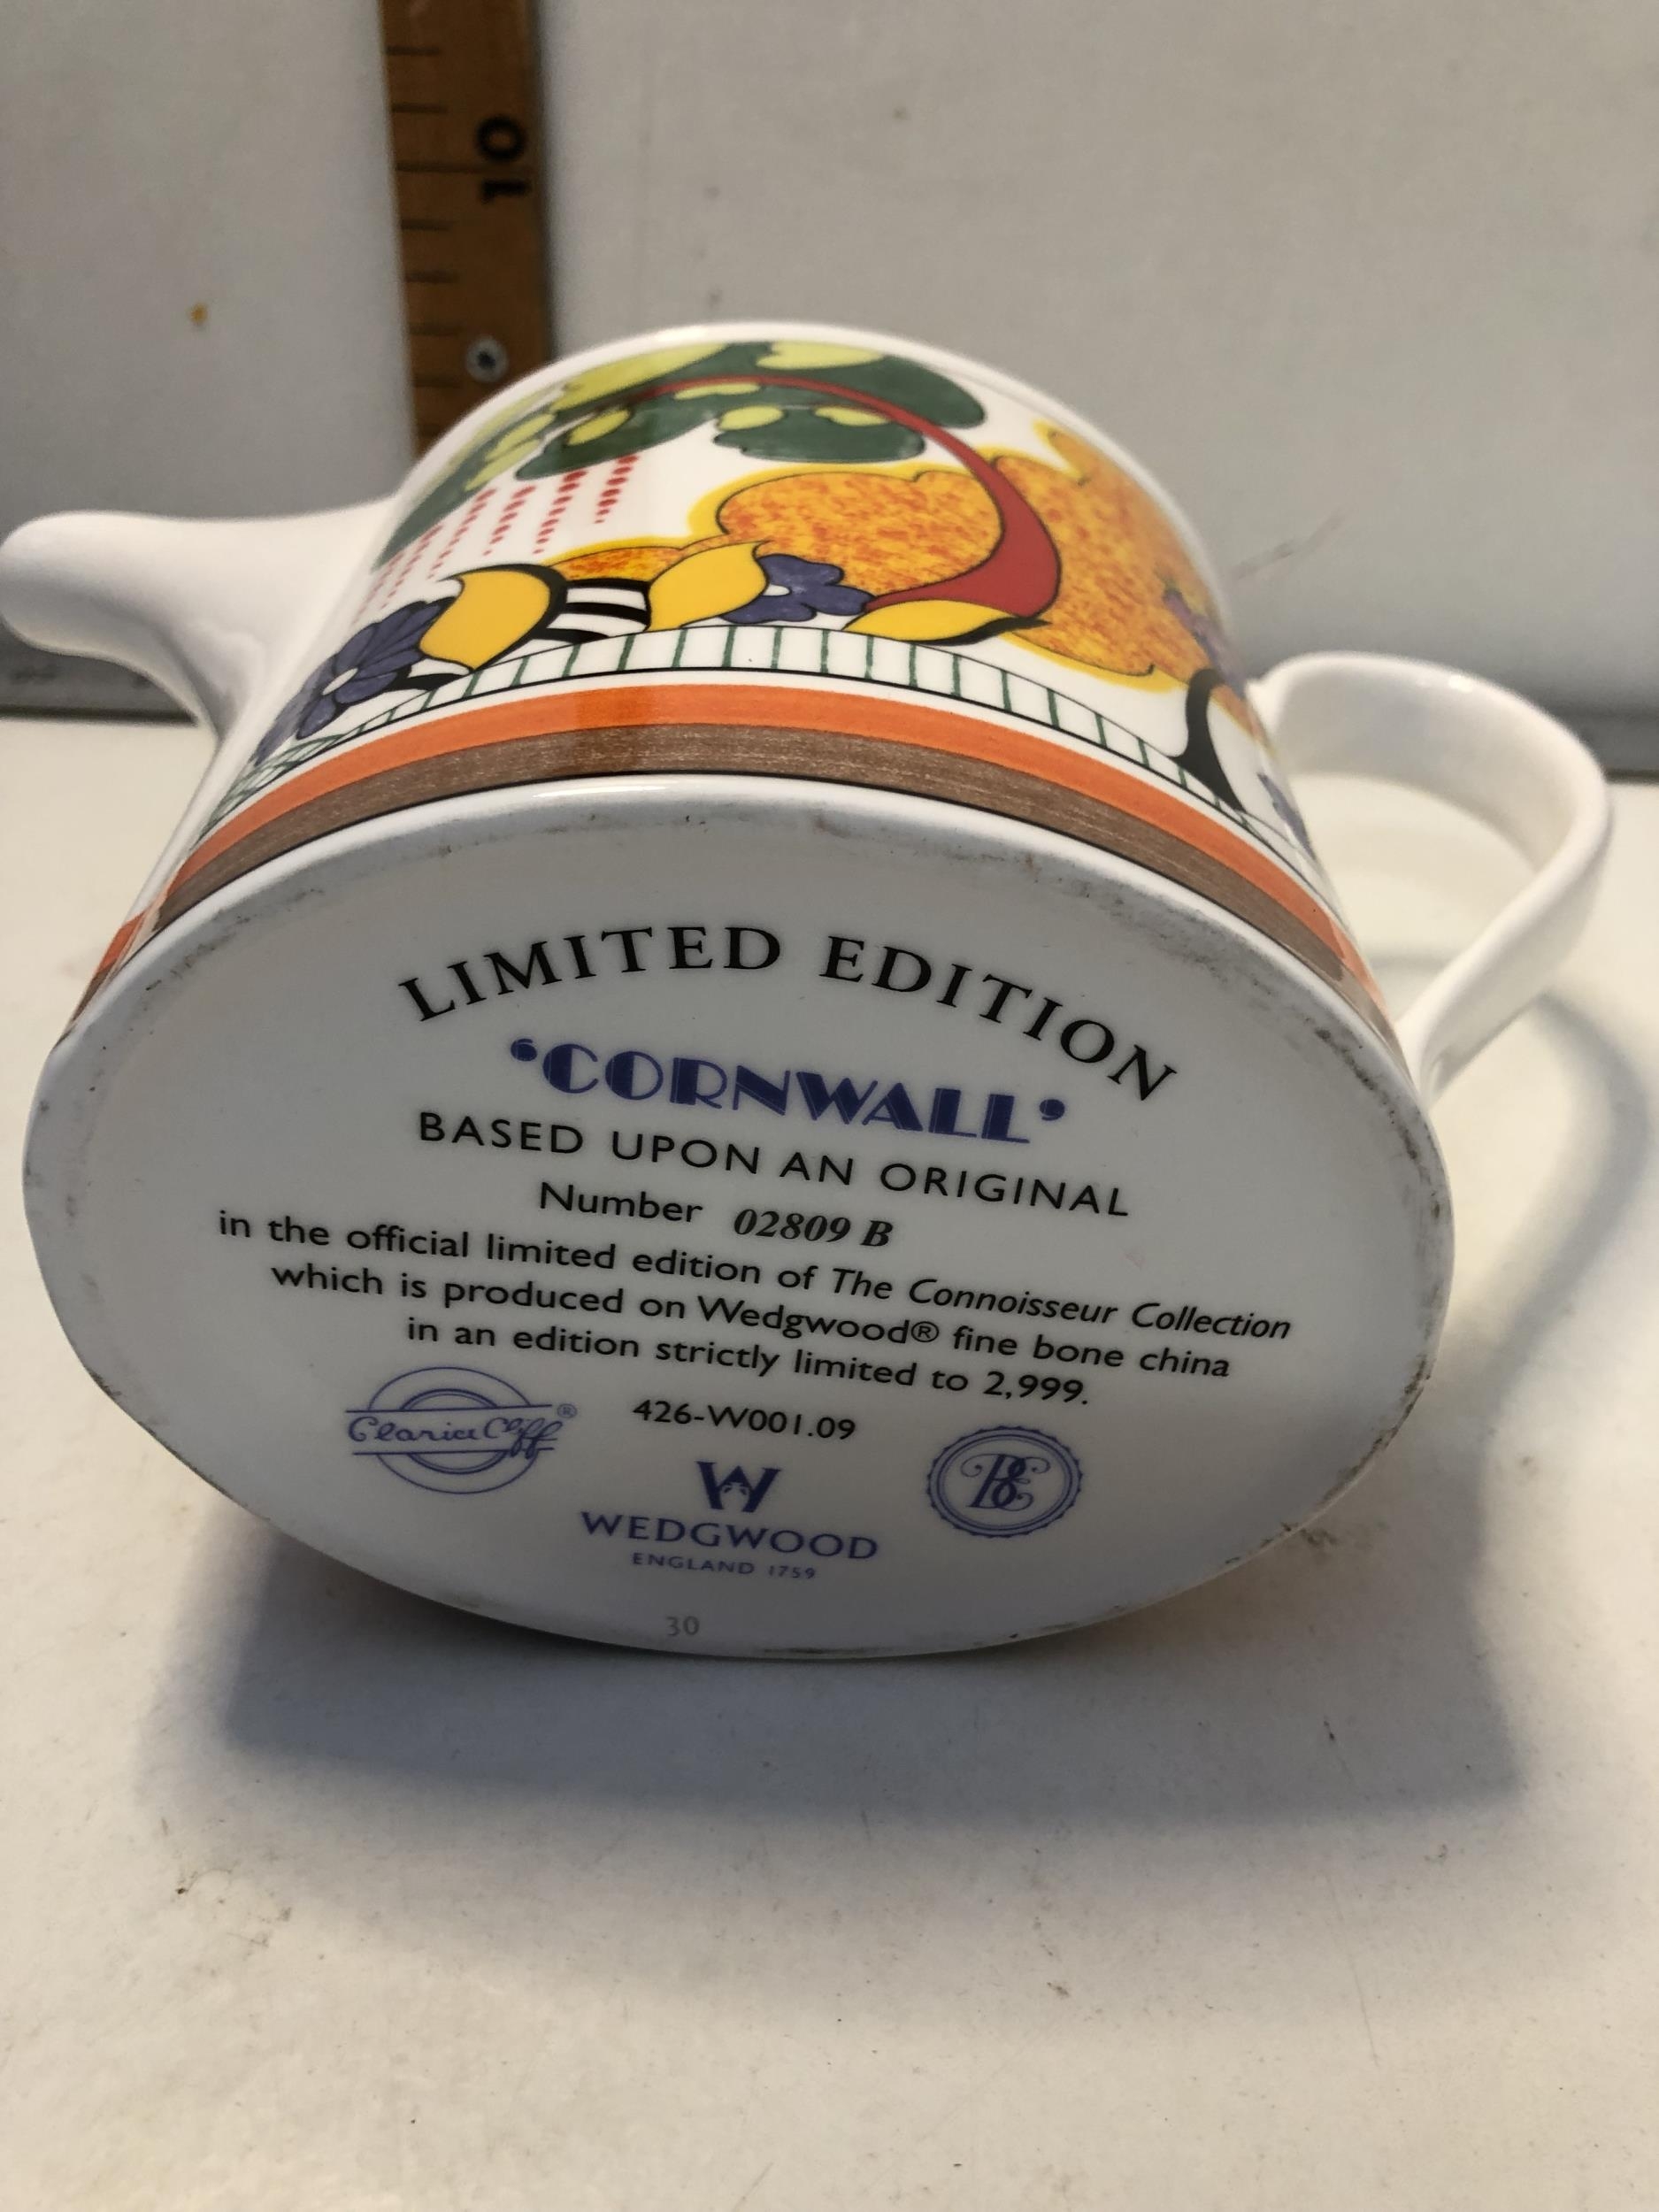 10
LIMITED EDITION
‘CORNWALL’
BASED UPON AN ORIGINAL
Number 02809 B
in the official limited edition of The Connoisseur Collection
which is produced on Wedgwood® fine bone china
in an edition strictly limited to 2,999.
426-W001.09
Clarice Cliff®
W
BE
WEDGWOOD
ENGLAND 1759
30